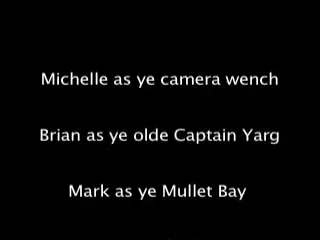 Michelle as ye camera wench
Brian as ye olde Captain Yarg
Mark as ye Mullet Bay